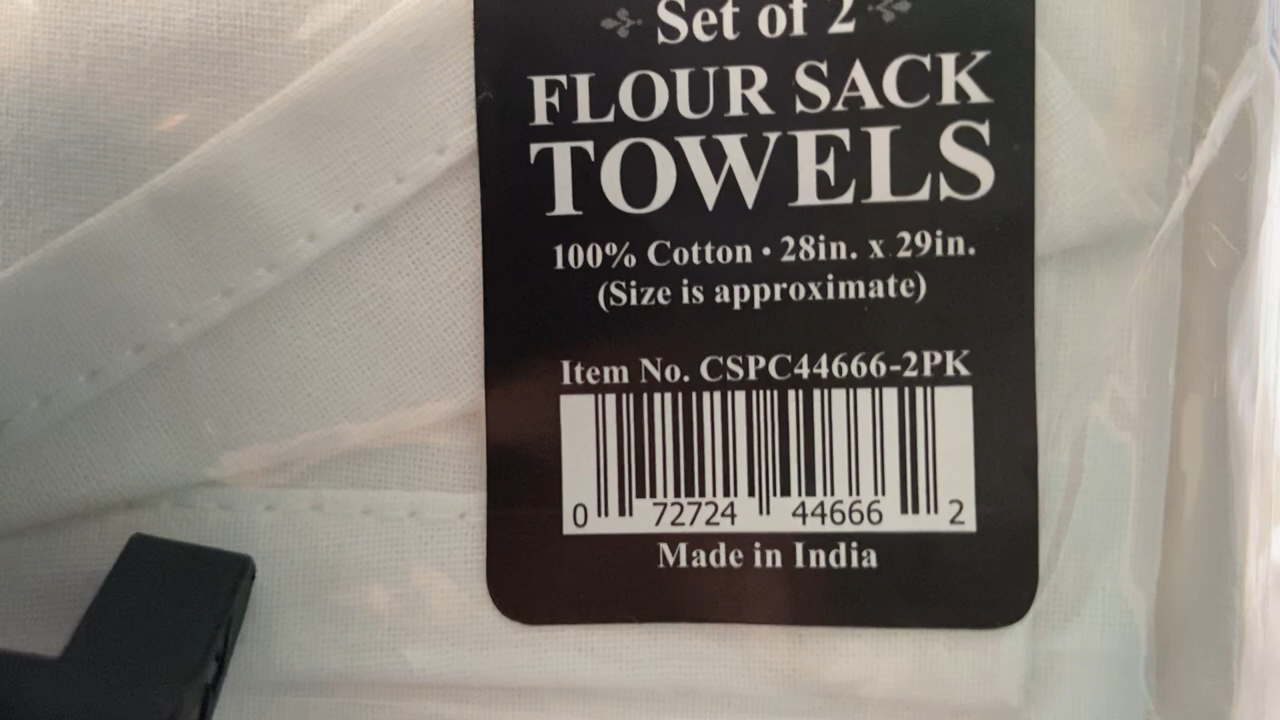 Set of 2
FLOUR SACK
TOWELS
100% Cotton • 28in. x 29in.
(Size is approximate)
Item No. CSPC44666-2PK
0 72724 44666 2
Made in India